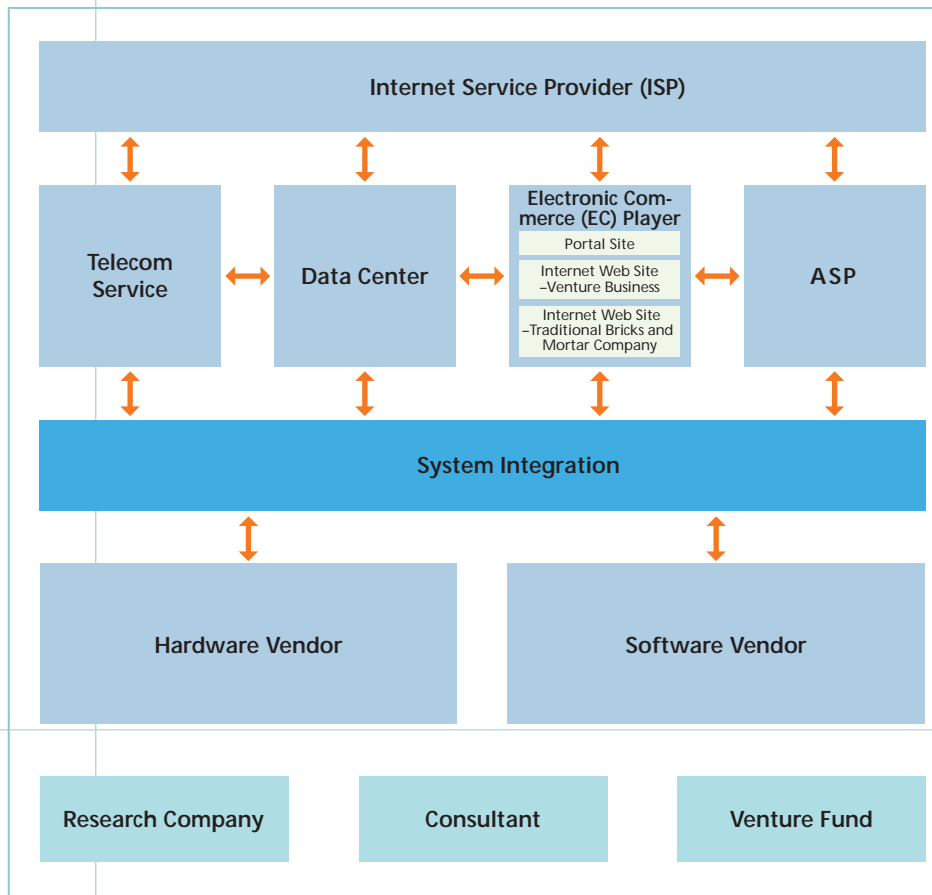 Internet Service Provider (ISP)
Telecom
Service
Data Center
Electronic Com-
merce (EC) Player
Portal Site
Internet Web Site
–Venture Business
Internet Web Site
–Traditional Bricks and
Mortar Company
ASP
System Integration
Hardware Vendor
Software Vendor
Research Company
Consultant
Venture Fund